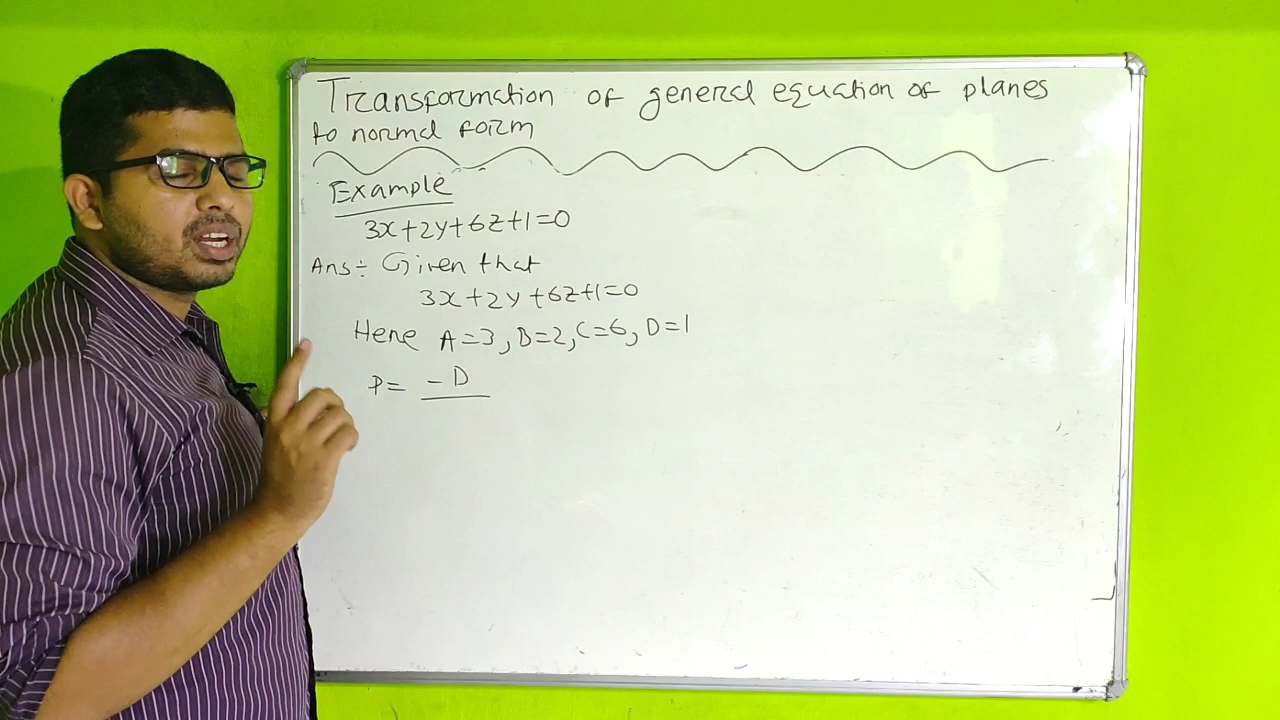 Transformation of general equation of planes
to normal form
Example
3x+2y+6z+1=0
Ans÷ Given that
3x+2y+6z+1=0
Here A=3, B=2, C=6, D=1
P= -D